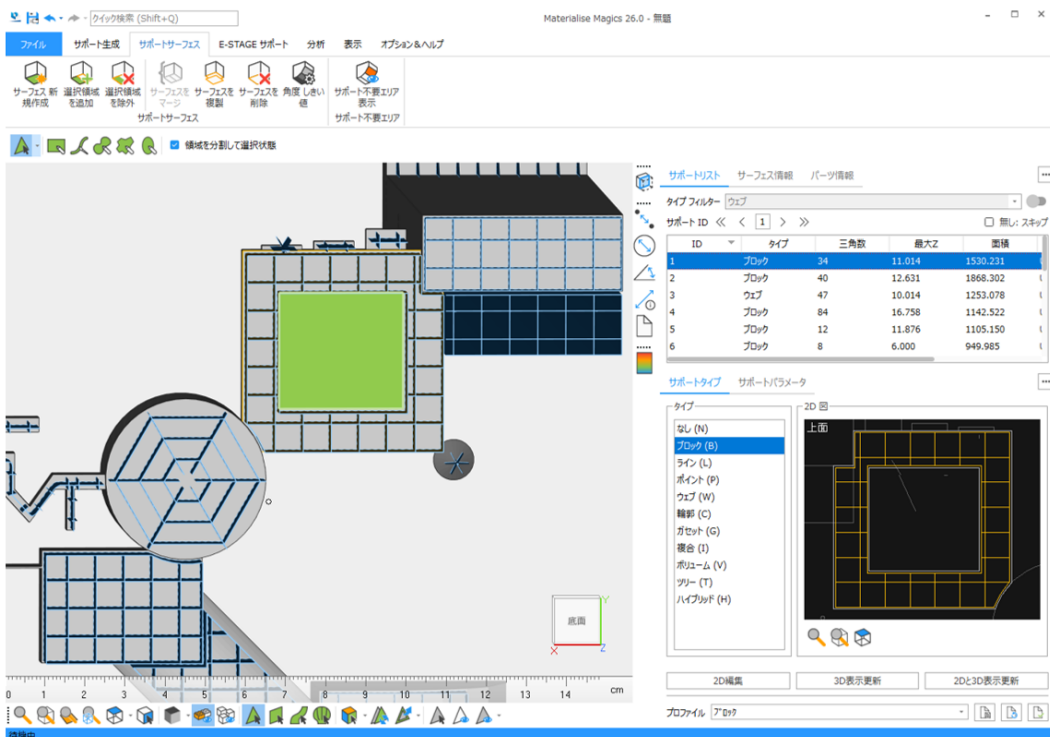 クイック検索 (Shift+Q)
Materialise Magics 26.0 - 無題
ファイル サポート生成 サポートサーフェス E-STAGE サポート 分析 表示 オプション&ヘルプ
サーフェス 新規作成
選択領域を追加
選択領域を除外
サーフェスをマージ
サーフェスを複製
サーフェスを削除
角度 しきい値
サポート不要エリア表示
サポートサーフェス
サポート不要エリア
領域を分割して選択状態
サポートリスト サーフェス情報 パーツ情報
タイプ フィルター ウェブ
サポート ID 1 無し: スキップ
ID タイプ 三角数 最大Z 面積
1 ブロック 34 11.014 1530.231
2 ブロック 40 12.631 1868.302
3 ウェブ 47 10.014 1253.078
4 ブロック 84 16.758 1142.522
5 ブロック 12 11.876 1105.150
6 ブロック 8 6.000 949.985
サポートタイプ サポートパラメータ
タイプ
なし (N)
ブロック (B)
ライン (L)
ポイント (P)
ウェブ (W)
輪郭 (C)
ガセット (G)
複合 (I)
ボリューム (V)
ツリー (T)
ハイブリッド (H)
2D
上面
底面
Y
X
Z
0 1 2 3 4 5 6 7 8 9 10 11 12 13 14 cm
2D編集 3D表示更新 2Dと3D表示更新
プロファイル ブロック